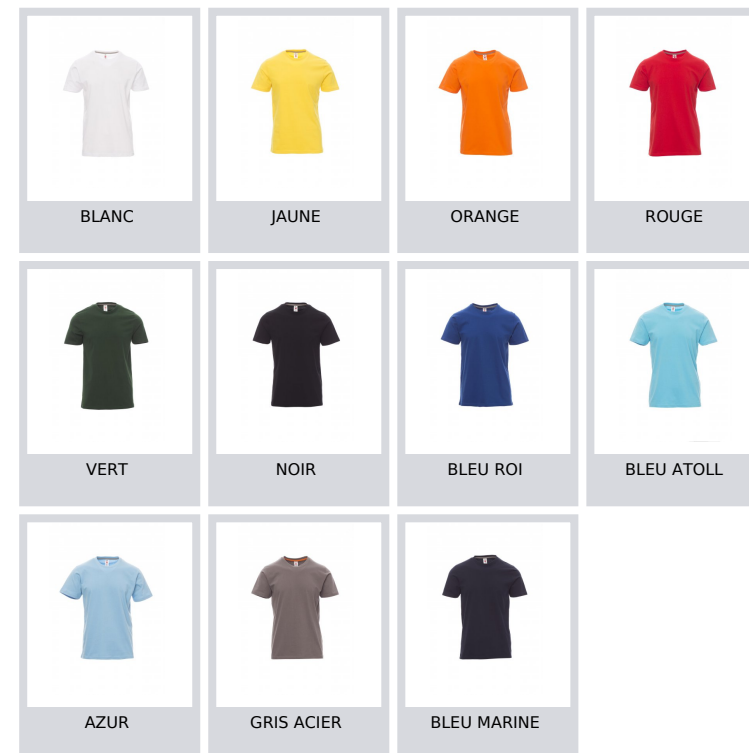 BLANC
JAUNE
ORANGE
ROUGE
VERT
NOIR
BLEU ROI
BLEU ATOLL
AZUR
GRIS ACIER
BLEU MARINE